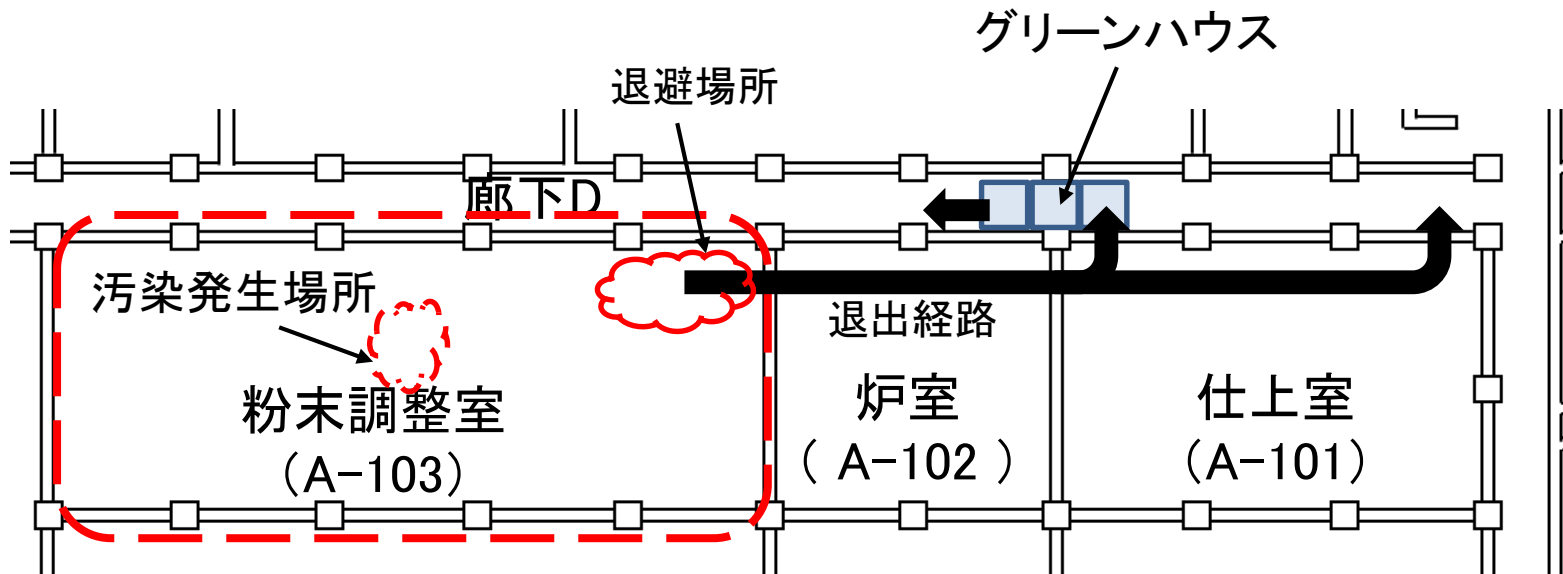 グリーンハウス
退避場所
廊下D
汚染発生場所
退出経路
粉末調整室
（A-103）
炉室
（ A-102 ）
仕上室
（A-101）